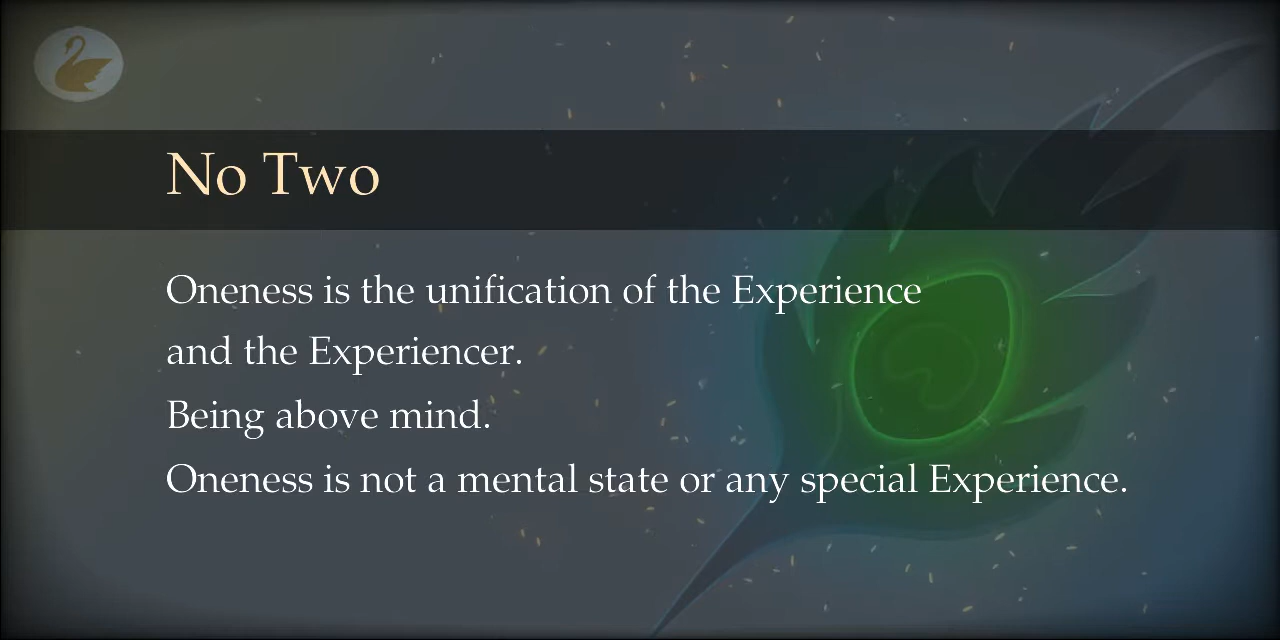 No Two
Oneness is the unification of the Experience
and the Experiencer.
Being above mind.
Oneness is not a mental state or any special Experience.